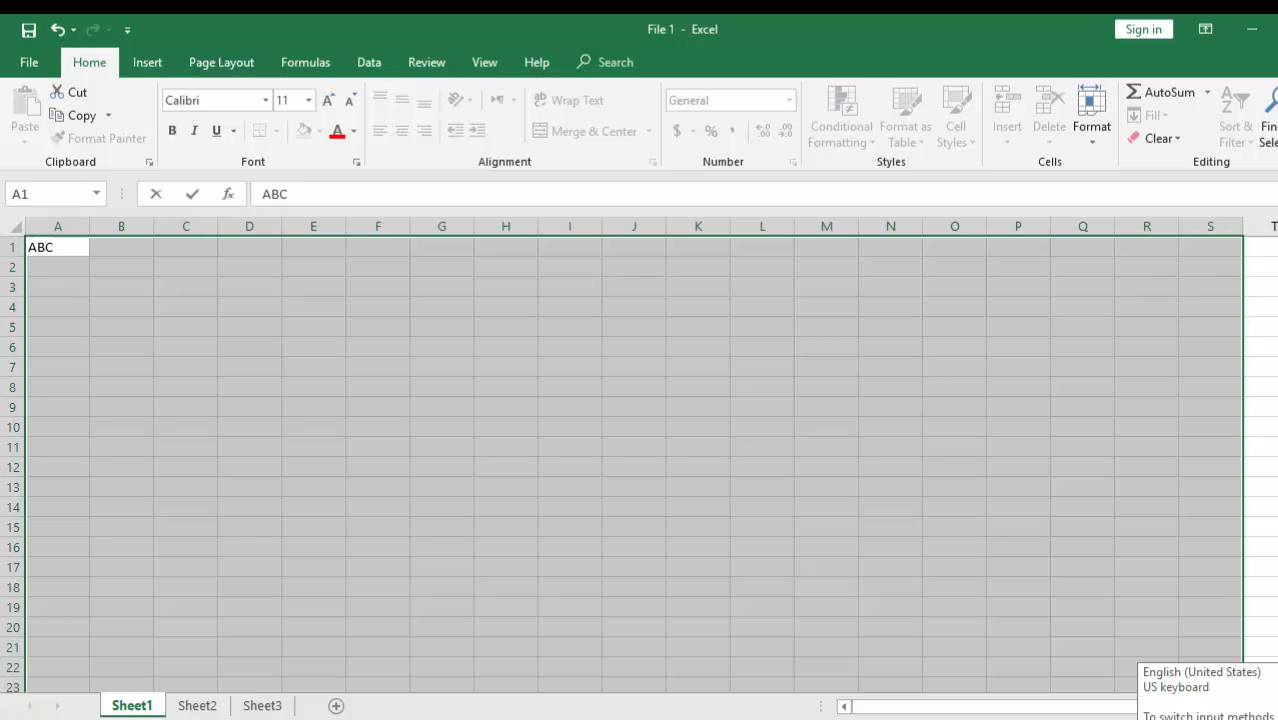 File 1 - Excel
Sign in
File Home Insert Page Layout Formulas Data Review View Help Search
Paste
Cut
Copy
Format Painter
Clipboard
Calibri 11
B I U A
Font
Wrap Text
Merge & Center
Alignment
General
$ % ,
Number
Conditional Formatting
Format as Table
Cell Styles
Styles
Insert
Delete
Format
Cells
AutoSum
Fill
Clear
Sort & Filter
Editing
A1 fx ABC
A B C D E F G H I J K L M N O P Q R S T
1 ABC
2
3
4
5
6
7
8
9
10
11
12
13
14
15
16
17
18
19
20
21
22
23
English (United States)
US keyboard
To switch input methods
Sheet1 Sheet2 Sheet3